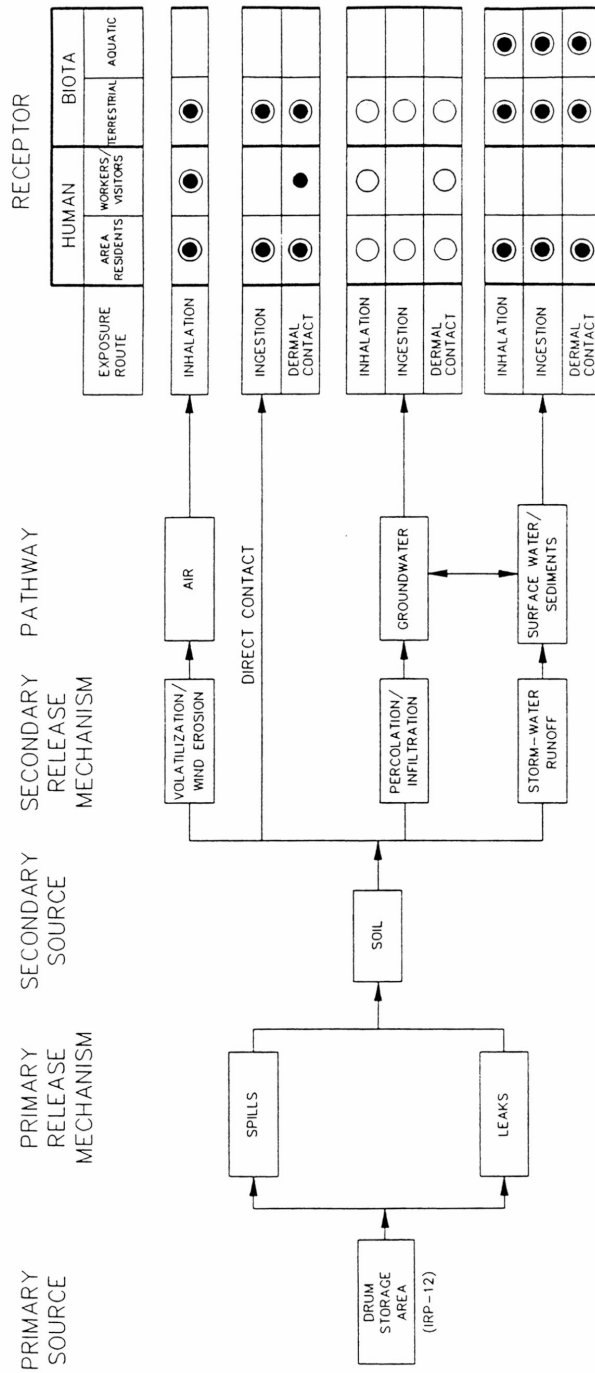 PRIMARY
SOURCE
PRIMARY
RELEASE
MECHANISM
SECONDARY
SOURCE
SECONDARY
RELEASE
MECHANISM
PATHWAY
RECEPTOR
HUMAN
BIOTA
EXPOSURE
ROUTE
AREA
RESIDENTS
WORKERS/
VISITORS
TERRESTRIAL
AQUATIC
DRUM
STORAGE
AREA
(IRP-12)
SPILLS
LEAKS
SOIL
VOLATILIZATION/
WIND EROSION
AIR
INHALATION
DIRECT CONTACT
INGESTION
DERMAL
CONTACT
PERCOLATION/
INFILTRATION
GROUNDWATER
INHALATION
INGESTION
DERMAL
CONTACT
STORM-WATER
RUNOFF
SURFACE WATER/
SEDIMENTS
INHALATION
INGESTION
DERMAL
CONTACT